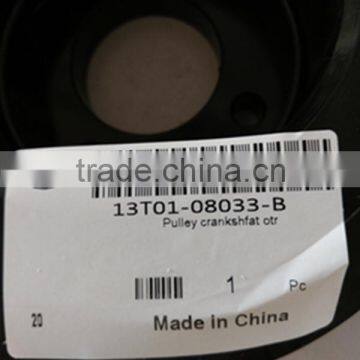 trade.china.cn
13T01-08033-B
Pulley crankshfat otr
1 Pc
20 Made in China